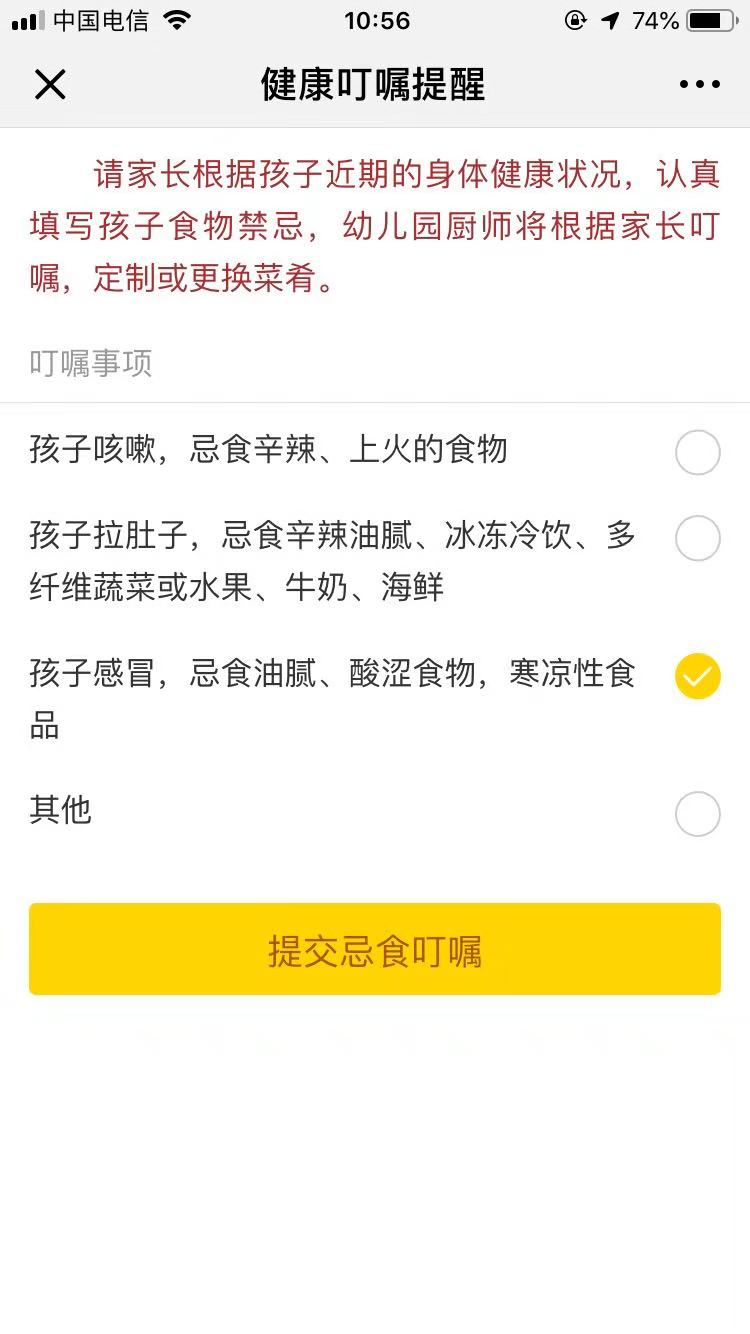 中国电信 10:56 74%
健康叮嘱提醒
请家长根据孩子近期的身体健康状况，认真
填写孩子食物禁忌，幼儿园厨师将根据家长叮
嘱，定制或更换菜肴。
叮嘱事项
孩子咳嗽，忌食辛辣、上火的食物
孩子拉肚子，忌食辛辣油腻、冰冻冷饮、多
纤维蔬菜或水果、牛奶、海鲜
孩子感冒，忌食油腻、酸涩食物，寒凉性食
品
其他
提交忌食叮嘱